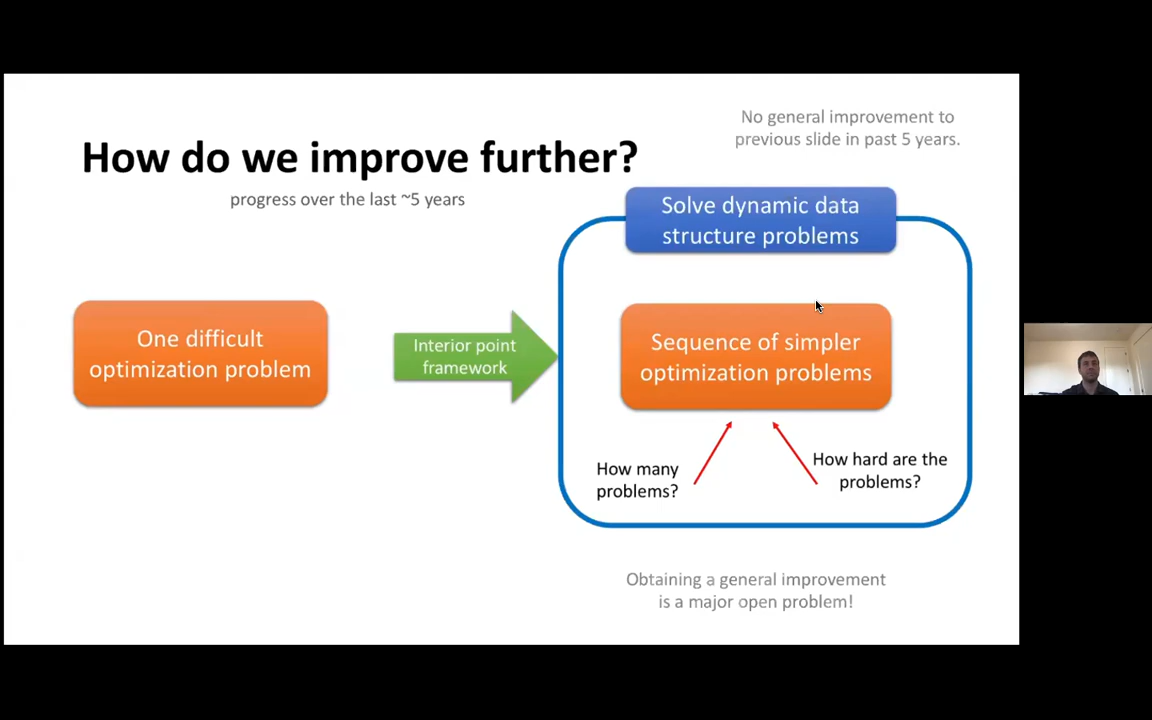 No general improvement to
previous slide in past 5 years.
How do we improve further?
progress over the last ~5 years
Solve dynamic data
structure problems
One difficult
optimization problem
Interior point
framework
Sequence of simpler
optimization problems
How many
problems?
How hard are the
problems?
Obtaining a general improvement
is a major open problem!